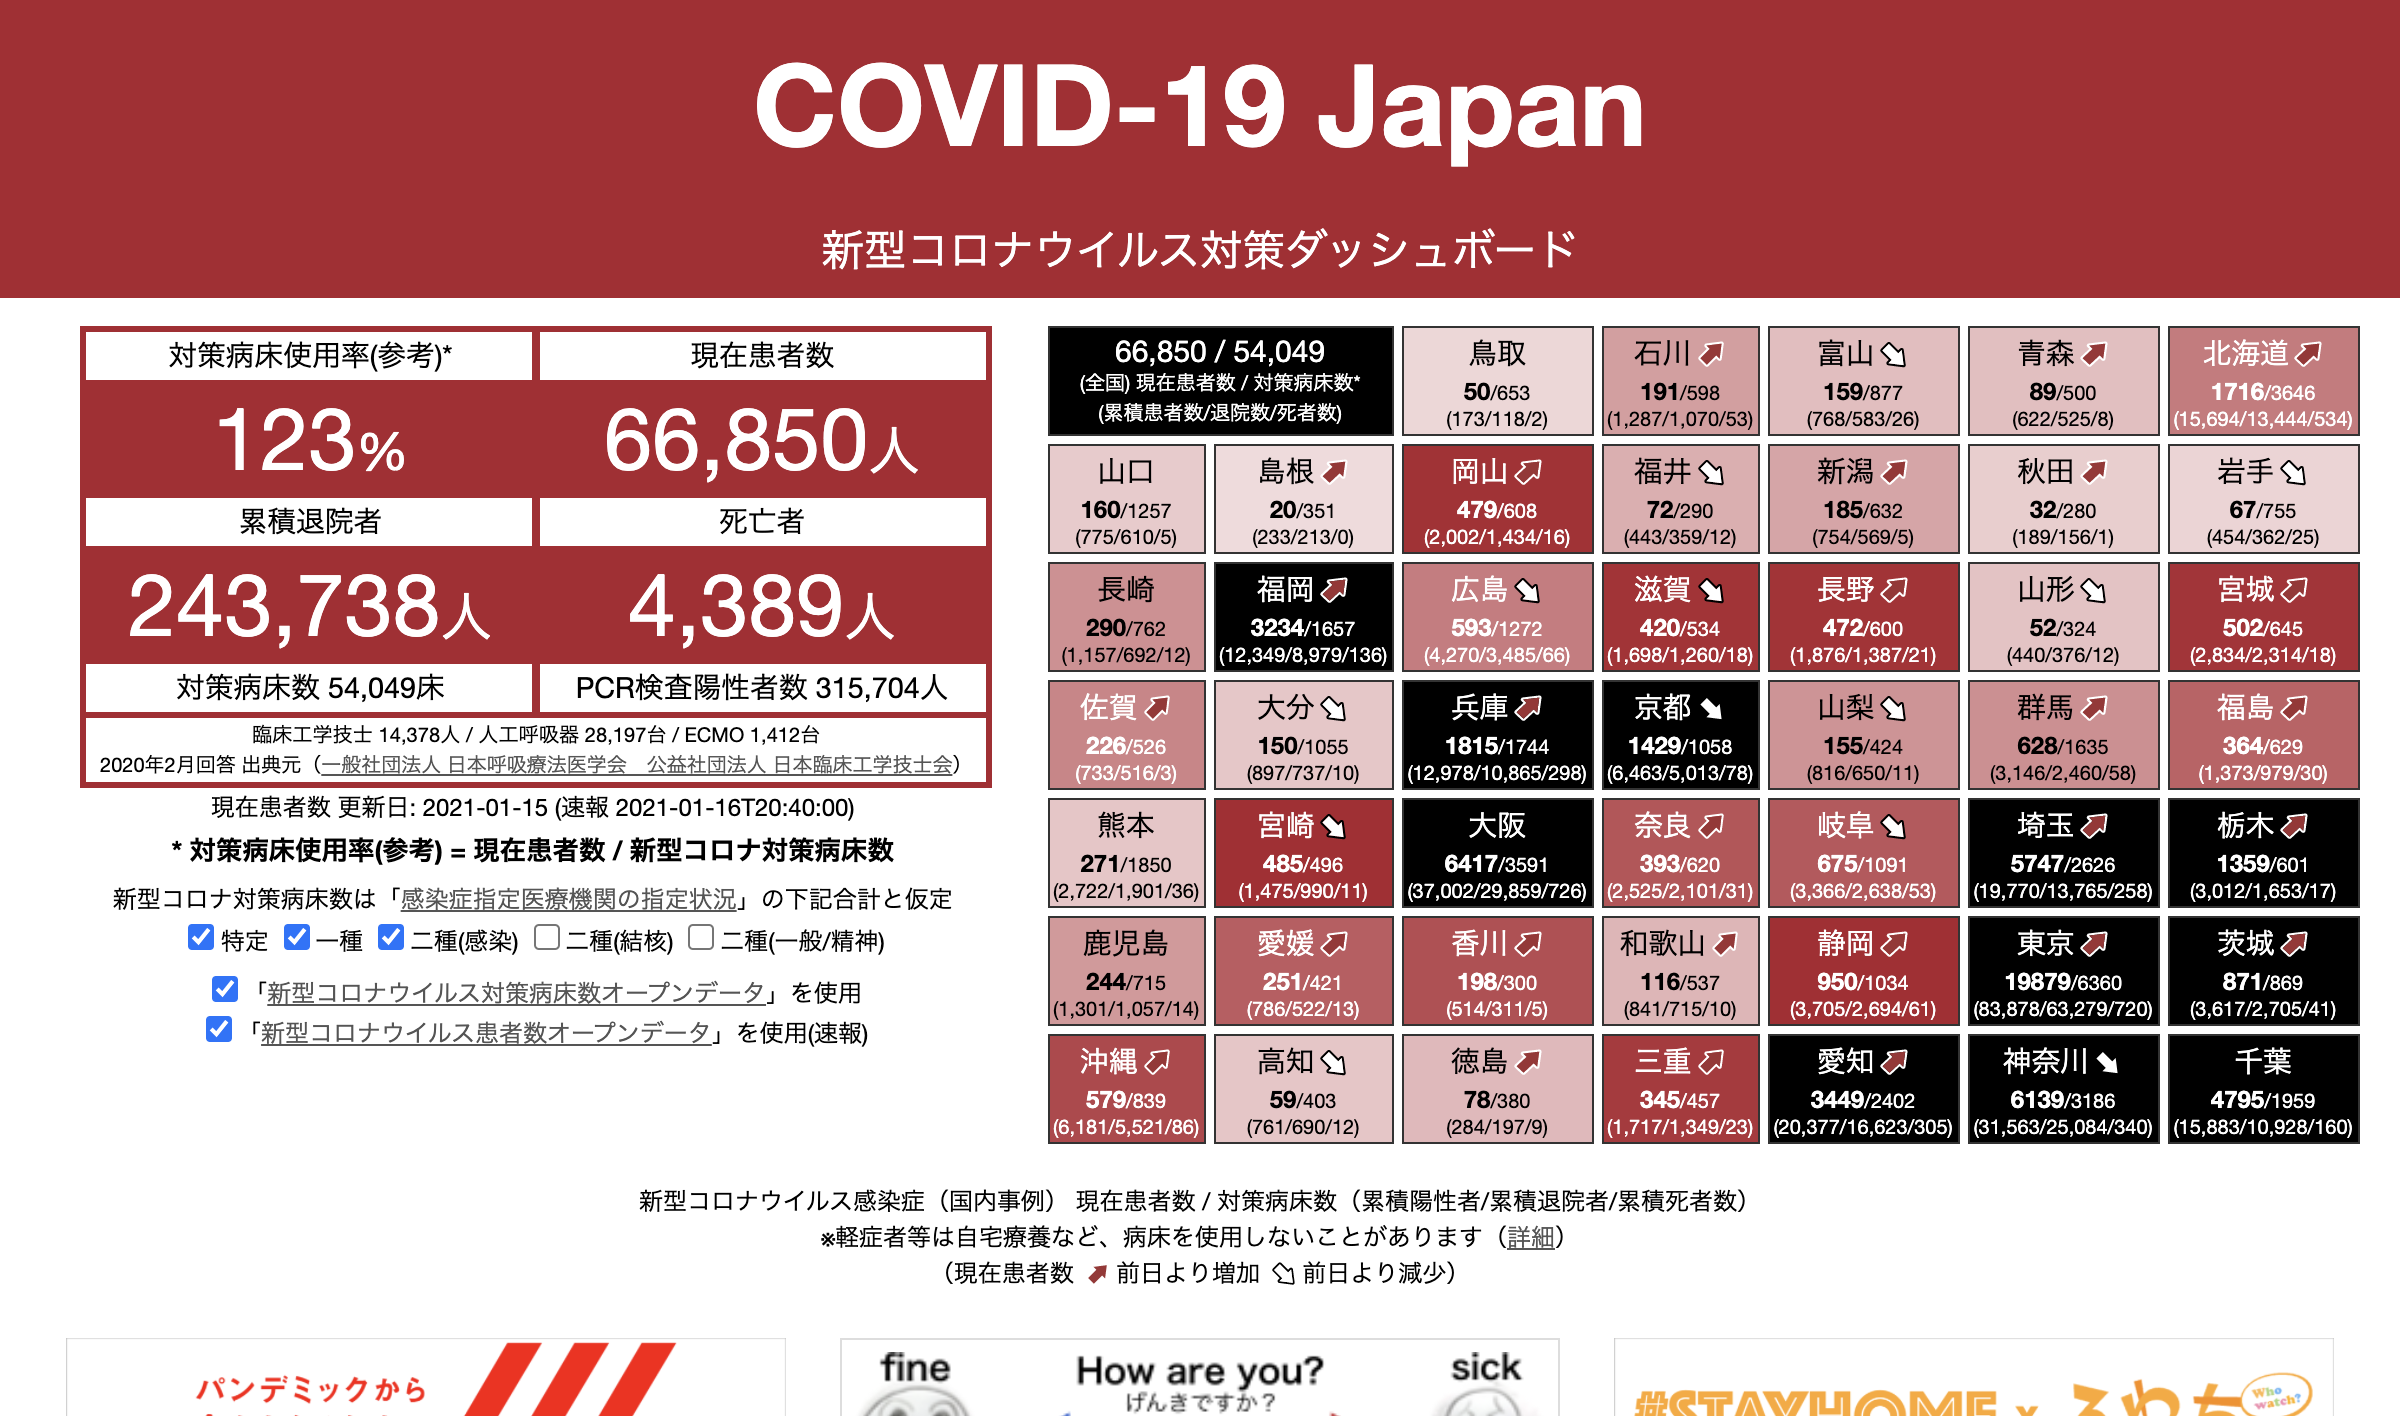 COVID-19 Japan
新型コロナウイルス対策ダッシュボード
対策病床使用率(参考)*
現在患者数
123%
66,850人
累積退院者
死亡者
243,738人
4,389人
対策病床数 54,049床
PCR検査陽性者数 315,704人
臨床工学技士 14,378人 / 人工呼吸器 28,197台 / ECMO 1,412台
2020年2月回答 出典元（一般社団法人 日本呼吸療法医学会　公益社団法人 日本臨床工学技士会）
現在患者数 更新日: 2021-01-15 (速報 2021-01-16T20:40:00)
* 対策病床使用率(参考) = 現在患者数 / 新型コロナ対策病床数
新型コロナ対策病床数は「感染症指定医療機関の指定状況」の下記合計と仮定
特定 一種 二種(感染) 二種(結核) 二種(一般/精神)
「新型コロナウイルス対策病床数オープンデータ」を使用
「新型コロナウイルス患者数オープンデータ」を使用(速報)
66,850 / 54,049
(全国) 現在患者数 / 対策病床数*
(累積患者数/退院数/死者数)
鳥取
50/653
(173/118/2)
石川
191/598
(1,287/1,070/53)
富山
159/877
(768/583/26)
青森
89/500
(622/525/8)
北海道
1716/3646
(15,694/13,444/534)
山口
160/1257
(775/610/5)
島根
20/351
(233/213/0)
岡山
479/608
(2,002/1,434/16)
福井
72/290
(443/359/12)
新潟
185/632
(754/569/5)
秋田
32/280
(189/156/1)
岩手
67/755
(454/362/25)
長崎
290/762
(1,157/692/12)
福岡
3234/1657
(12,349/8,979/136)
広島
593/1272
(4,270/3,485/66)
滋賀
420/534
(1,698/1,260/18)
長野
472/600
(1,876/1,387/21)
山形
52/324
(440/376/12)
宮城
502/645
(2,834/2,314/18)
佐賀
226/526
(733/516/3)
大分
150/1055
(897/737/10)
兵庫
1815/1744
(12,978/10,865/298)
京都
1429/1058
(6,463/5,013/78)
山梨
155/424
(816/650/11)
群馬
628/1635
(3,146/2,460/58)
福島
364/629
(1,373/979/30)
熊本
271/1850
(2,722/1,901/36)
宮崎
485/496
(1,475/990/11)
大阪
6417/3591
(37,002/29,859/726)
奈良
393/620
(2,525/2,101/31)
岐阜
675/1091
(3,366/2,638/53)
埼玉
5747/2626
(19,770/13,765/258)
栃木
1359/601
(3,012/1,653/17)
鹿児島
244/715
(1,301/1,057/14)
愛媛
251/421
(786/522/13)
香川
198/300
(514/311/5)
和歌山
116/537
(841/715/10)
静岡
950/1034
(3,705/2,694/61)
東京
19879/6360
(83,878/63,279/720)
茨城
871/869
(3,617/2,705/41)
沖縄
579/839
(6,181/5,521/86)
高知
59/403
(761/690/12)
徳島
78/380
(284/197/9)
三重
345/457
(1,717/1,349/23)
愛知
3449/2402
(20,377/16,623/305)
神奈川
6139/3186
(31,563/25,084/340)
千葉
4795/1959
(15,883/10,928/160)
新型コロナウイルス感染症（国内事例） 現在患者数 / 対策病床数（累積陽性者/累積退院者/累積死者数）
※軽症者等は自宅療養など、病床を使用しないことがあります（詳細）
（現在患者数 前日より増加 前日より減少）
パンデミックから
fine
How are you?
sick
げんきですか？
#STAYHOME x ふわっち
Who watch?